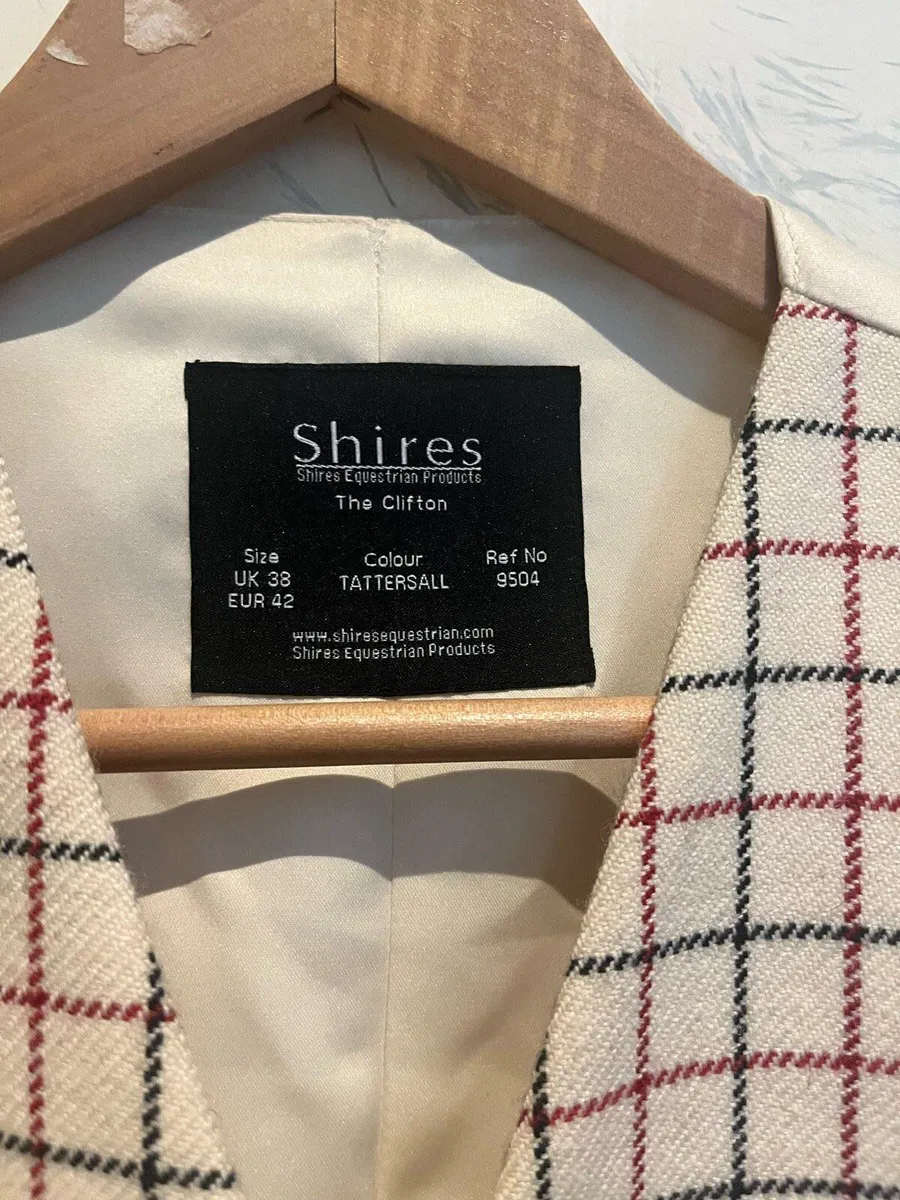 Shires
Shires Equestrian Products
The Clifton
Size Colour Ref No
UK 38 TATTERSALL 9504
EUR 42
www.shiresequestrian.com
Shires Equestrian Products